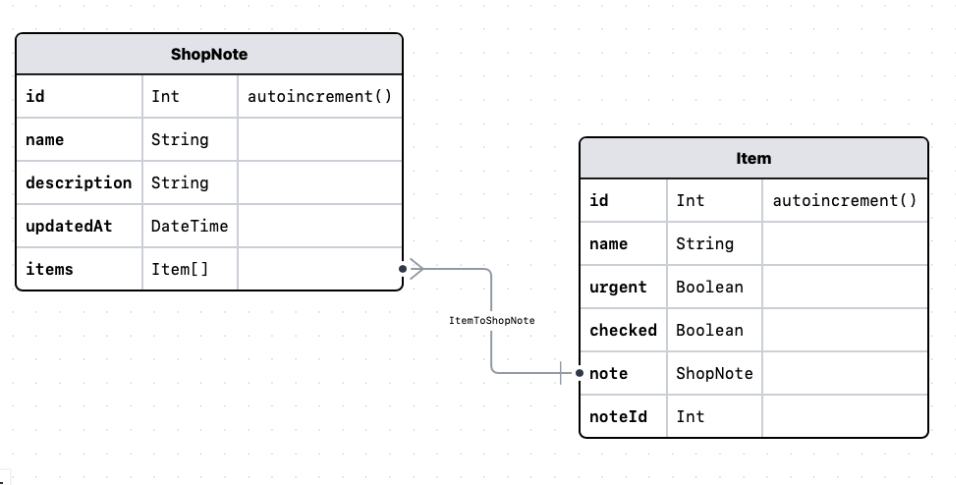 ShopNote
id Int autoincrement()
name String
description String
updatedAt DateTime
items Item[]
ItemToShopNote
Item
id Int autoincrement()
name String
urgent Boolean
checked Boolean
note ShopNote
noteId Int